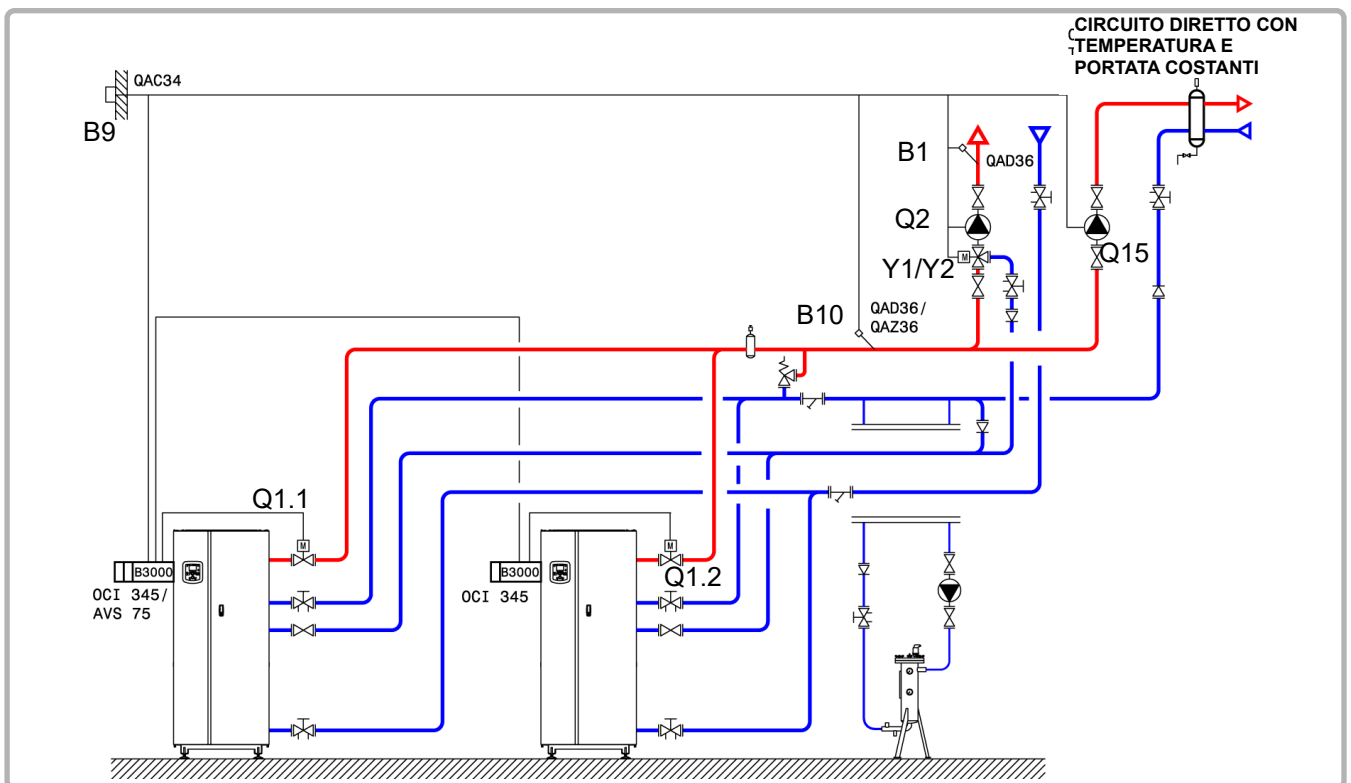 CIRCUITO DIRETTO CON
TEMPERATURA E
PORTATA COSTANTI
QAC34
B9
B1
QAD36
Q2
Y1/Y2
M
Q15
B10
QAD36/
QAZ36
Q1.1
M
B3000
OCI 345/
AVS 75
M
Q1.2
B3000
OCI 345